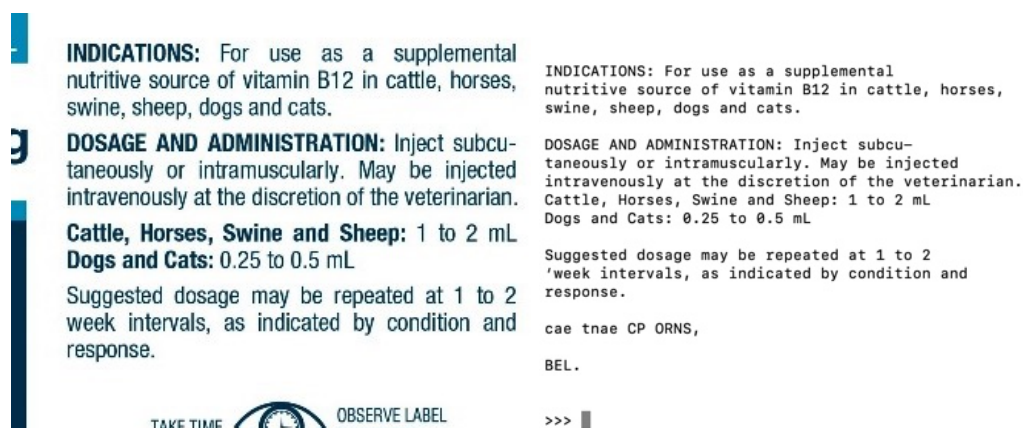 g
INDICATIONS: For use as a supplemental
nutritive source of vitamin B12 in cattle, horses,
swine, sheep, dogs and cats.
DOSAGE AND ADMINISTRATION: Inject subcu-
taneously or intramuscularly. May be injected
intravenously at the discretion of the veterinarian.
Cattle, Horses, Swine and Sheep: 1 to 2 mL
Dogs and Cats: 0.25 to 0.5 mL
Suggested dosage may be repeated at 1 to 2
week intervals, as indicated by condition and
response.
TAKE TIME
OBSERVE LABEL
INDICATIONS: For use as a supplemental
nutritive source of vitamin B12 in cattle, horses,
swine, sheep, dogs and cats.
DOSAGE AND ADMINISTRATION: Inject subcu–
taneously or intramuscularly. May be injected
intravenously at the discretion of the veterinarian.
Cattle, Horses, Swine and Sheep: 1 to 2 mL
Dogs and Cats: 0.25 to 0.5 mL
Suggested dosage may be repeated at 1 to 2
‘week intervals, as indicated by condition and
response.
cae tnae CP ORNS,
BEL.
>>>